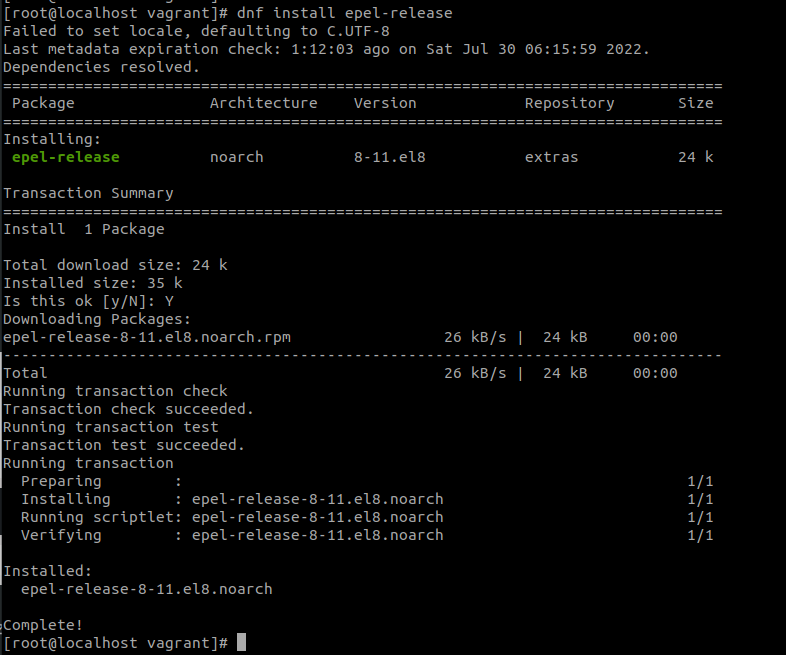 [root@localhost vagrant]# dnf install epel-release
Failed to set locale, defaulting to C.UTF-8
Last metadata expiration check: 1:12:03 ago on Sat Jul 30 06:15:59 2022.
Dependencies resolved.
================================================================================
 Package               Architecture    Version            Repository       Size
================================================================================
Installing:
 epel-release          noarch          8-11.el8           extras           24 k

Transaction Summary
================================================================================
Install  1 Package

Total download size: 24 k
Installed size: 35 k
Is this ok [y/N]: Y
Downloading Packages:
epel-release-8-11.el8.noarch.rpm                 26 kB/s |  24 kB     00:00
--------------------------------------------------------------------------------
Total                                            26 kB/s |  24 kB     00:00
Running transaction check
Transaction check succeeded.
Running transaction test
Transaction test succeeded.
Running transaction
  Preparing        :                                                        1/1
  Installing       : epel-release-8-11.el8.noarch                           1/1
  Running scriptlet: epel-release-8-11.el8.noarch                           1/1
  Verifying        : epel-release-8-11.el8.noarch                           1/1

Installed:
  epel-release-8-11.el8.noarch

Complete!
[root@localhost vagrant]#